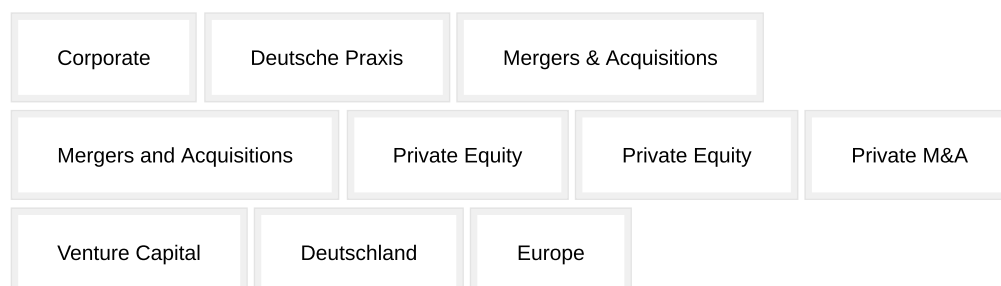 Corporate Deutsche Praxis Mergers & Acquisitions
Mergers and Acquisitions Private Equity Private Equity Private M&A
Venture Capital Deutschland Europe